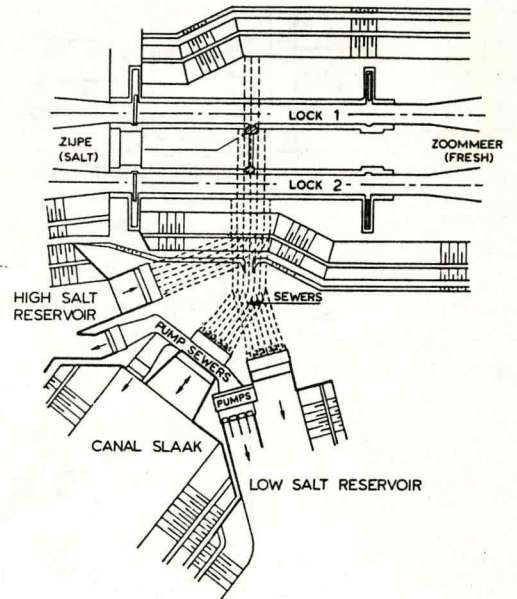 LOCK 1
ZIJPE
(SALT)
ZOOMMEER
(FRESH)
LOCK 2
HIGH SALT
RESERVOIR
SEWERS
PUMP SEWERS
PUMPS
CANAL SLAAK
LOW SALT RESERVOIR